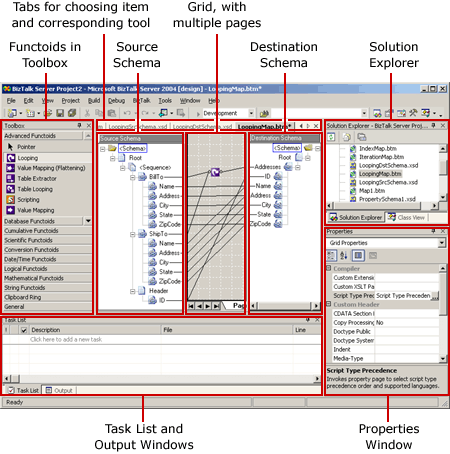 Tabs for choosing item
and corresponding tool
Grid, with
multiple pages
Functoids in
Toolbox
Source
Schema
Destination
Schema
Solution
Explorer
BizTalk Server Project2 - Microsoft BizTalk Server 2004 [design] - LoopingMap.btm*
File Edit View Project Build Debug BizTalk Tools Window Help
Development
Toolbox
Advanced Functoids
Pointer
Looping
Value Mapping (Flattening)
Table Extractor
Table Looping
Scripting
Value Mapping
Database Functoids
Cumulative Functoids
Scientific Functoids
Conversion Functoids
Date/Time Functoids
Logical Functoids
Mathematical Functoids
String Functoids
Clipboard Ring
General
LoopingDstSchema.xsd LoopingMap.btm*
Source Schema
<Schema>
Root
<Sequence>
BillTo
Name
Address
City
State
ZipCode
ShipTo
Name
Address
City
State
ZipCode
Header
ID
Pag
Destination Schema
<Schema>
Root
Addresses
ID
Name
Address
City
State
ZipCode
Solution Explorer - BizTalk Server Proj...
IndexMap.btm
IterationMap.btm
LoopingDstSchema.xsd
LoopingMap.btm
LoopingSrcSchema.xsd
Map1.btm
PropertySchema1.xsd
Solution Explorer Class View
Properties
Grid Properties
Compiler
Custom Extension
Custom XSLT Pa
Script Type Prec Script Type Preceden ...
Custom Header
CDATA Section
Copy Processing No
Doctype Public
Doctype System
Indent
Media-Type
Script Type Precedence
Invokes property page to select script type
precedence order and supported languages.
Task List
! Description File Line
Click here to add a new task
Task List Output
Ready
Task List and
Output Windows
Properties
Window